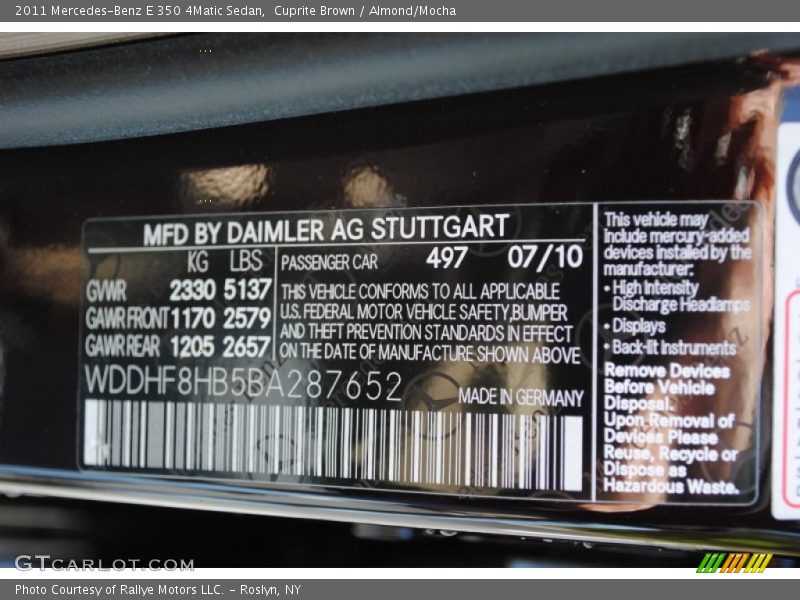 2011 Mercedes-Benz E 350 4Matic Sedan, Cuprite Brown / Almond/Mocha
MFD BY DAIMLER AG STUTTGART
KG LBS
GVWR 2330 5137
GAWR FRONT 1170 2579
GAWR REAR 1205 2657
PASSENGER CAR 497 07/10
THIS VEHICLE CONFORMS TO ALL APPLICABLE
U.S. FEDERAL MOTOR VEHICLE SAFETY, BUMPER
AND THEFT PREVENTION STANDARDS IN EFFECT
ON THE DATE OF MANUFACTURE SHOWN ABOVE
WDDHF8HB5BA287652
MADE IN GERMANY
This vehicle may
include mercury-added
devices installed by the
manufacturer:
• High Intensity
Discharge Headlamps
• Displays
• Back-lit Instruments
Remove Devices
Before Vehicle
Disposal.
Upon Removal of
Devices Please
Reuse, Recycle or
Dispose as
Hazardous Waste.
GTCARLOT.COM
Photo Courtesy of Rallye Motors LLC. - Roslyn, NY